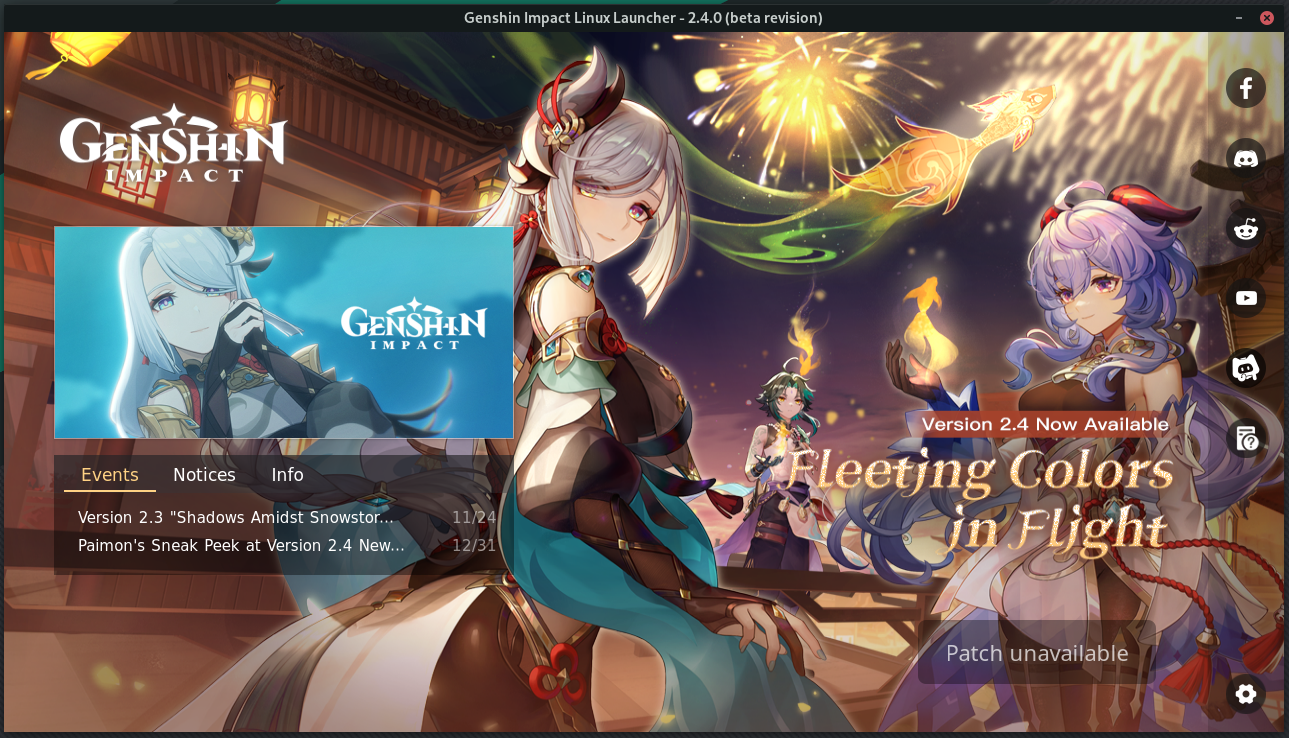 Genshin Impact Linux Launcher - 2.4.0 (beta revision)
GENSHIN
IMPACT
GENSHIN
IMPACT
Events Notices Info
Version 2.3 "Shadows Amidst Snowstor... 11/24
Paimon's Sneak Peek at Version 2.4 New... 12/31
Version 2.4 Now Available
Fleeting Colors
in Flight
Patch unavailable